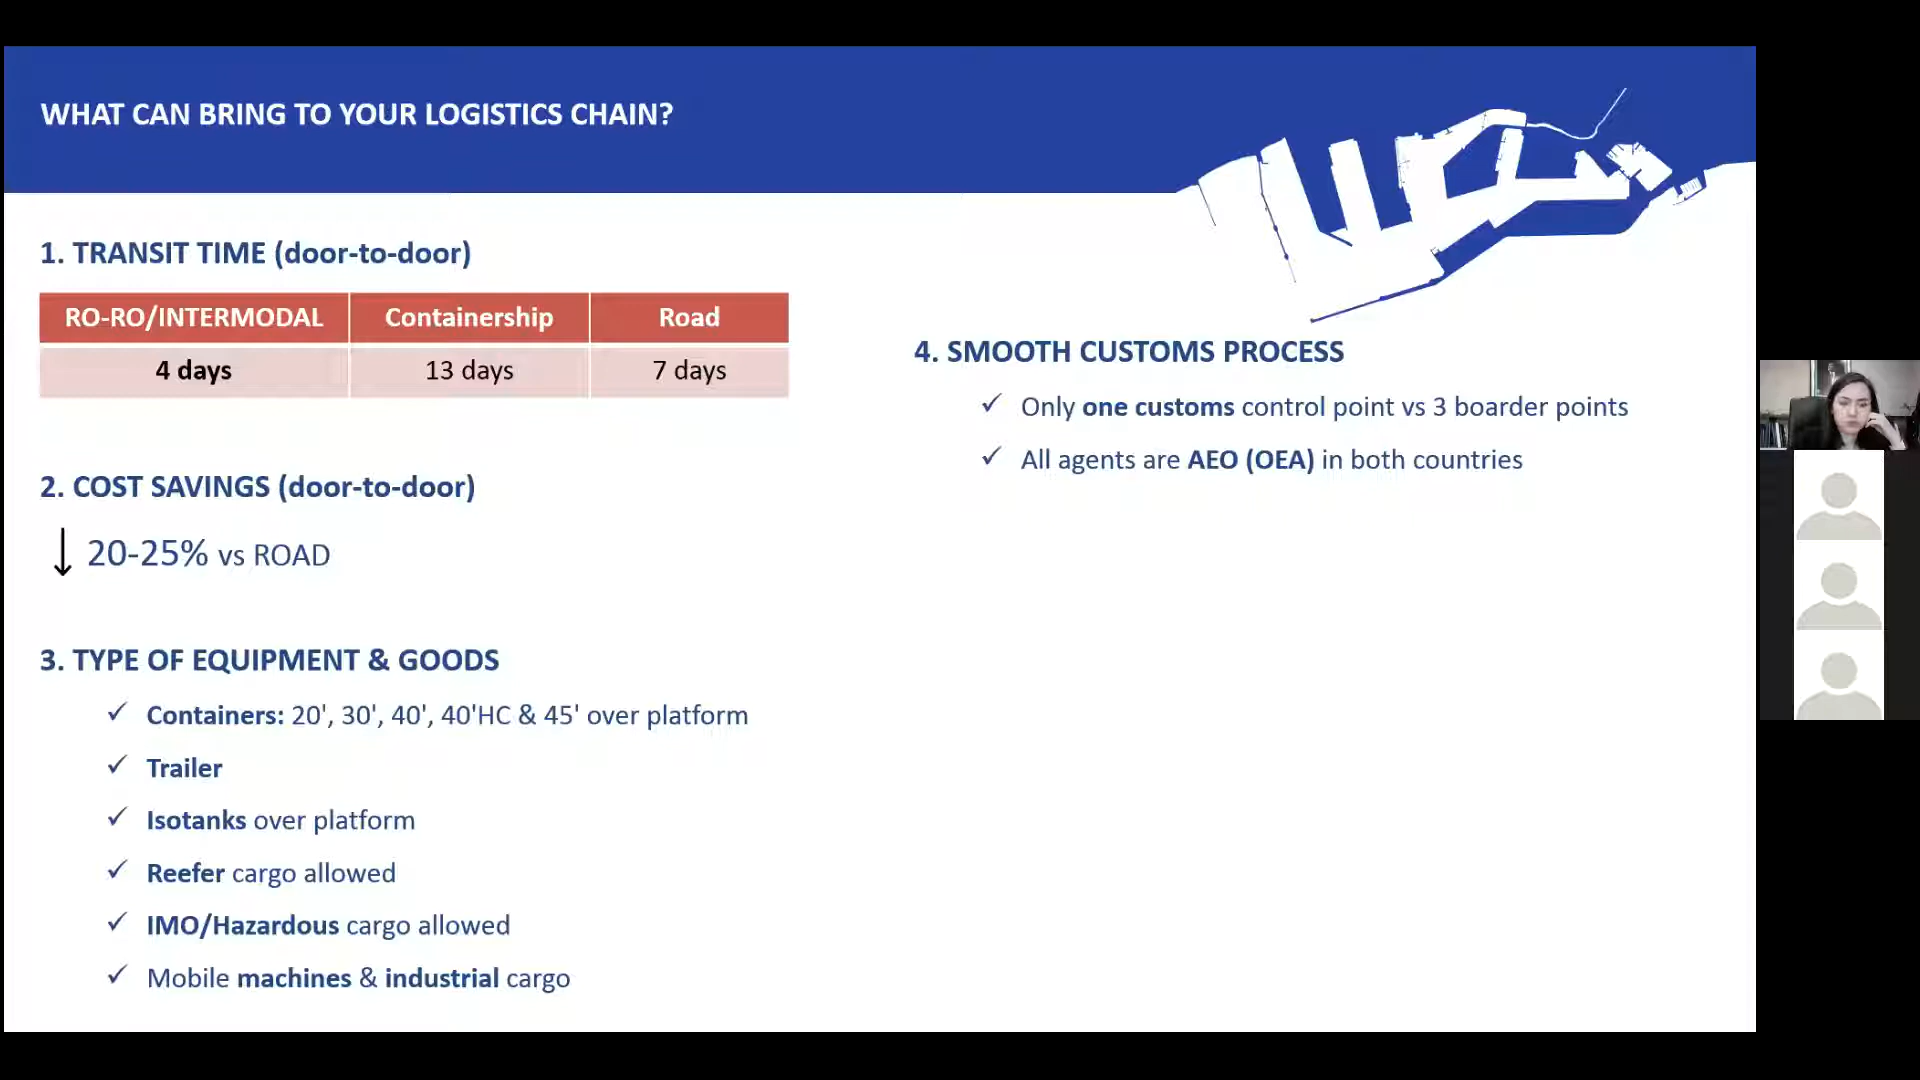 WHAT CAN BRING TO YOUR LOGISTICS CHAIN?
1. TRANSIT TIME (door-to-door)
RO-RO/INTERMODAL Containership Road
4 days 13 days 7 days
2. COST SAVINGS (door-to-door)
↓ 20-25% vs ROAD
3. TYPE OF EQUIPMENT & GOODS
✓ Containers: 20', 30', 40', 40'HC & 45' over platform
✓ Trailer
✓ Isotanks over platform
✓ Reefer cargo allowed
✓ IMO/Hazardous cargo allowed
✓ Mobile machines & industrial cargo
4. SMOOTH CUSTOMS PROCESS
✓ Only one customs control point vs 3 boarder points
✓ All agents are AEO (OEA) in both countries